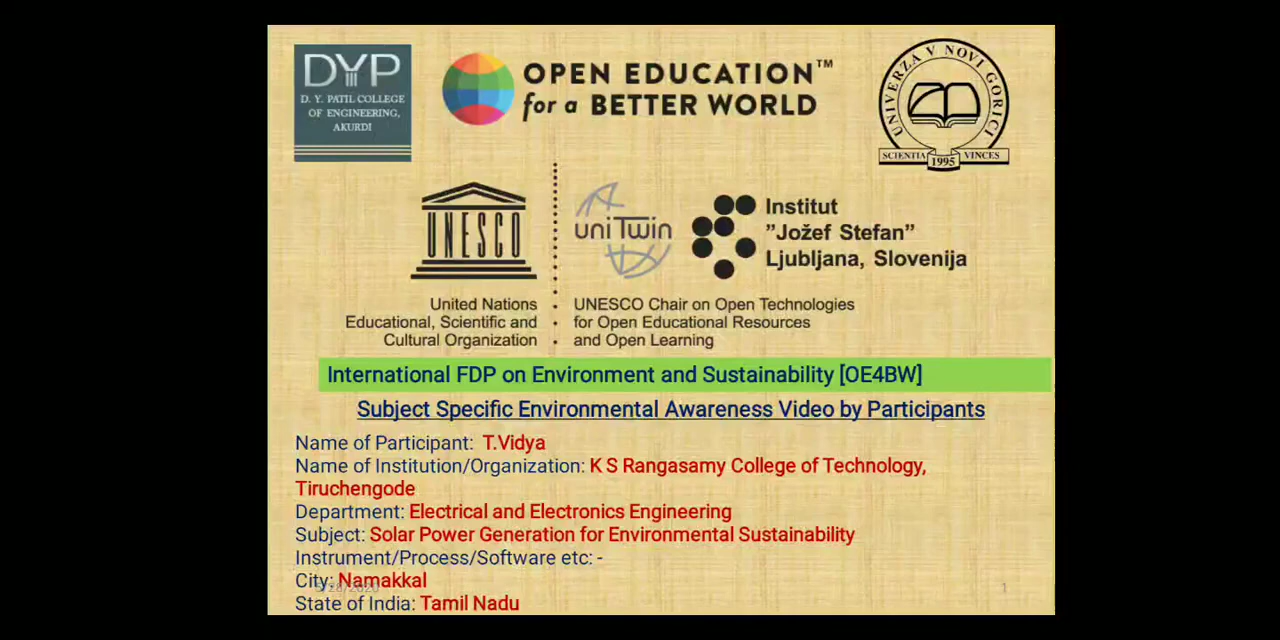 DYP
D. Y. PATIL COLLEGE
OF ENGINEERING,
AKURDI
OPEN EDUCATION™
for a BETTER WORLD
UNIVERZA V NOVI GORICI
SCIENTIA 1995 VINCES
UNESCO
uniTwin
Institut
"Jožef Stefan"
Ljubljana, Slovenija
United Nations
Educational, Scientific and
Cultural Organization
UNESCO Chair on Open Technologies
for Open Educational Resources
and Open Learning
International FDP on Environment and Sustainability [OE4BW]
Subject Specific Environmental Awareness Video by Participants
Name of Participant: T.Vidya
Name of Institution/Organization: K S Rangasamy College of Technology,
Tiruchengode
Department: Electrical and Electronics Engineering
Subject: Solar Power Generation for Environmental Sustainability
Instrument/Process/Software etc: -
City: Namakkal
5/28/2020
1
State of India: Tamil Nadu